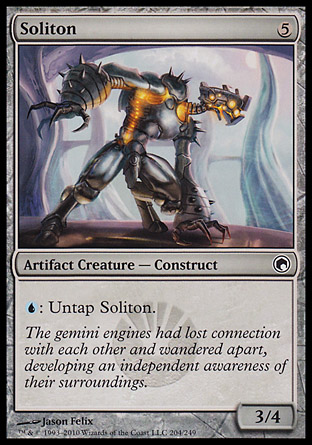 Soliton 5
Artifact Creature — Construct
: Untap Soliton.
The gemini engines had lost connection
with each other and wandered apart,
developing an independent awareness of
their surroundings.
Jason Felix
™ & © 1993–2010 Wizards of the Coast LLC 204/249
3/4